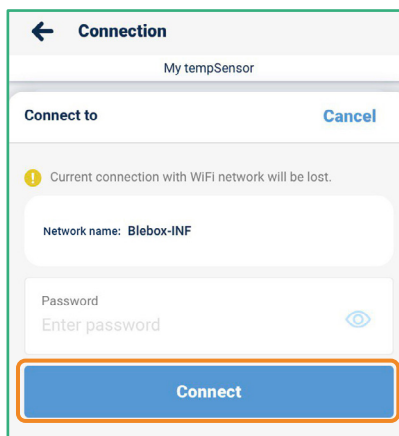 Connection
My tempSensor
Connect to Cancel
Current connection with WiFi network will be lost.
Network name: Blebox-INF
Password
Enter password
Connect